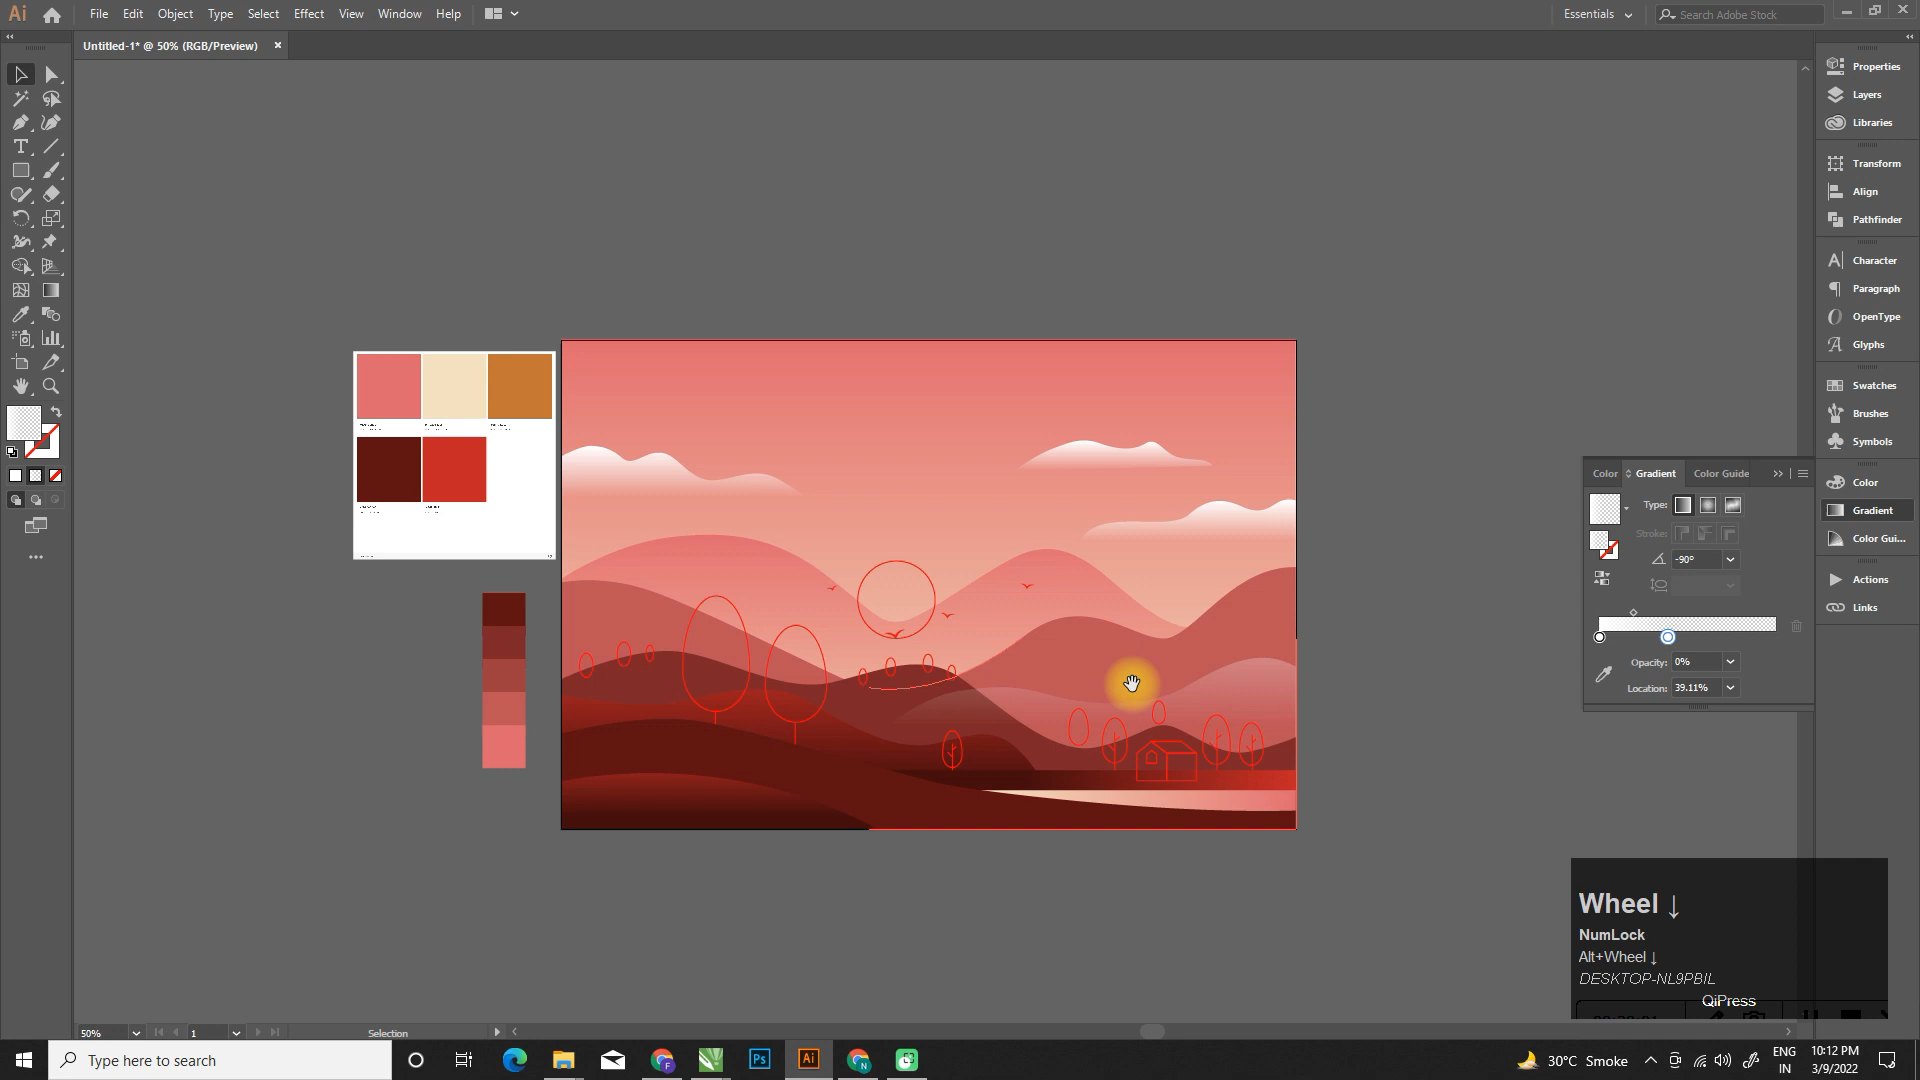 Ai
File Edit Object Type Select Effect View Window Help
Essentials
Search Adobe Stock
Untitled-1* @ 50% (RGB/Preview) ×
Properties
Layers
Libraries
Transform
Align
Pathfinder
Character
Paragraph
OpenType
Glyphs
Swatches
Brushes
Symbols
Color
Gradient
Color Gui...
Actions
Links
Color Gradient Color Guide
Type:
Stroke:
-90°
Opacity: 0%
Location: 39.11%
Wheel ↓
NumLock
Alt+Wheel ↓
DESKTOP-NL9PBIL
QiPress
50% 1 Selection
Type here to search
Ps
Ai
F
N
30°C Smoke
ENG
IN
10:12 PM
3/9/2022